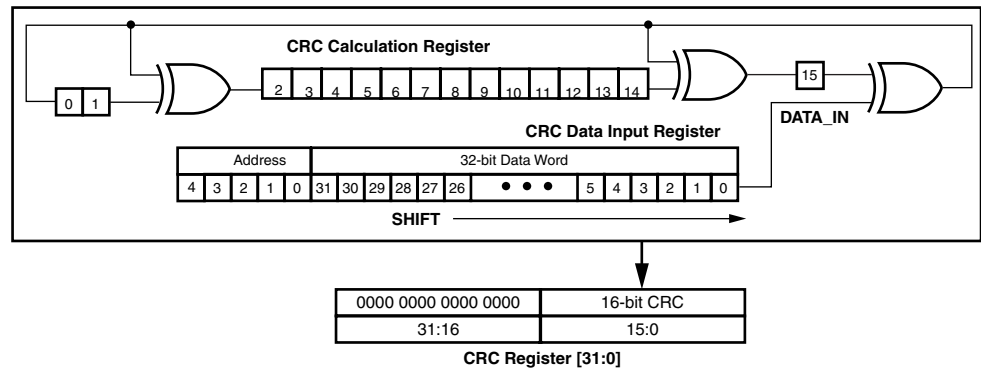 CRC Calculation Register
0 1
2 3 4 5 6 7 8 9 10 11 12 13 14
15
DATA_IN
CRC Data Input Register
Address 32-bit Data Word
4 3 2 1 0 31 30 29 28 27 26 • • • 5 4 3 2 1 0
SHIFT
0000 0000 0000 0000 16-bit CRC
31:16 15:0
CRC Register [31:0]